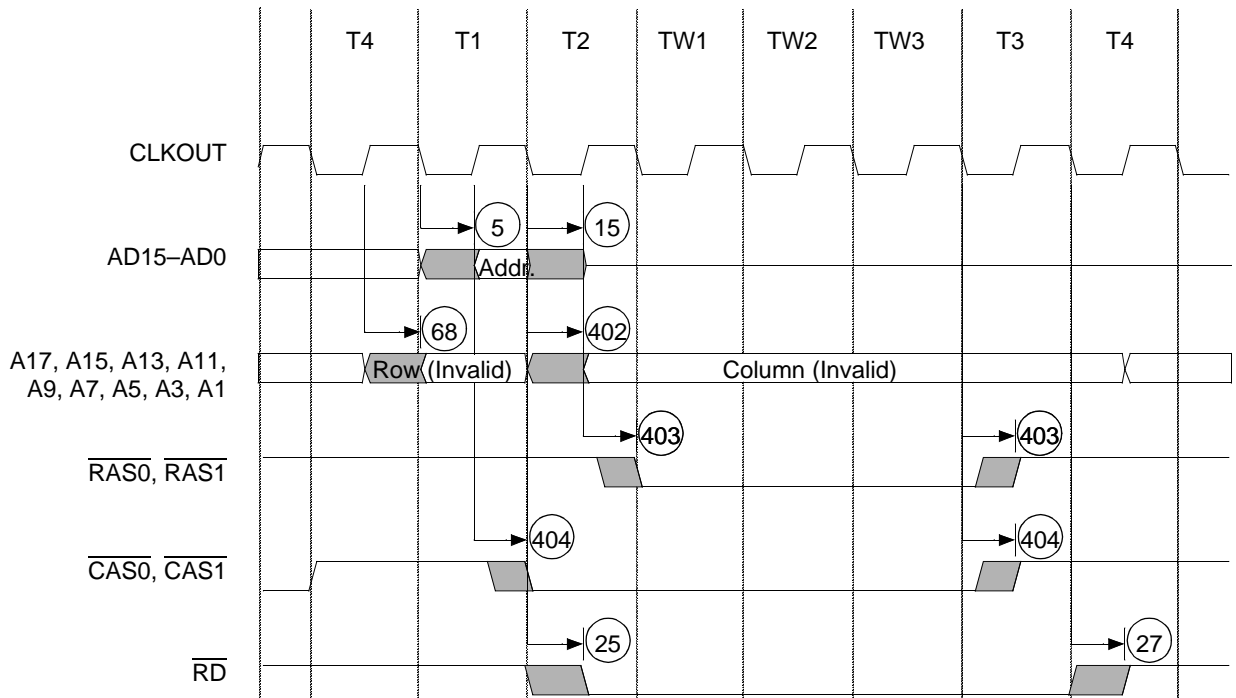 T4 T1 T2 TW1 TW2 TW3 T3 T4
CLKOUT
5 15
AD15–AD0
Addr.
68 402
A17, A15, A13, A11,
A9, A7, A5, A3, A1
Row (Invalid) Column (Invalid)
403 403
RAS0, RAS1
404 404
CAS0, CAS1
25 27
RD